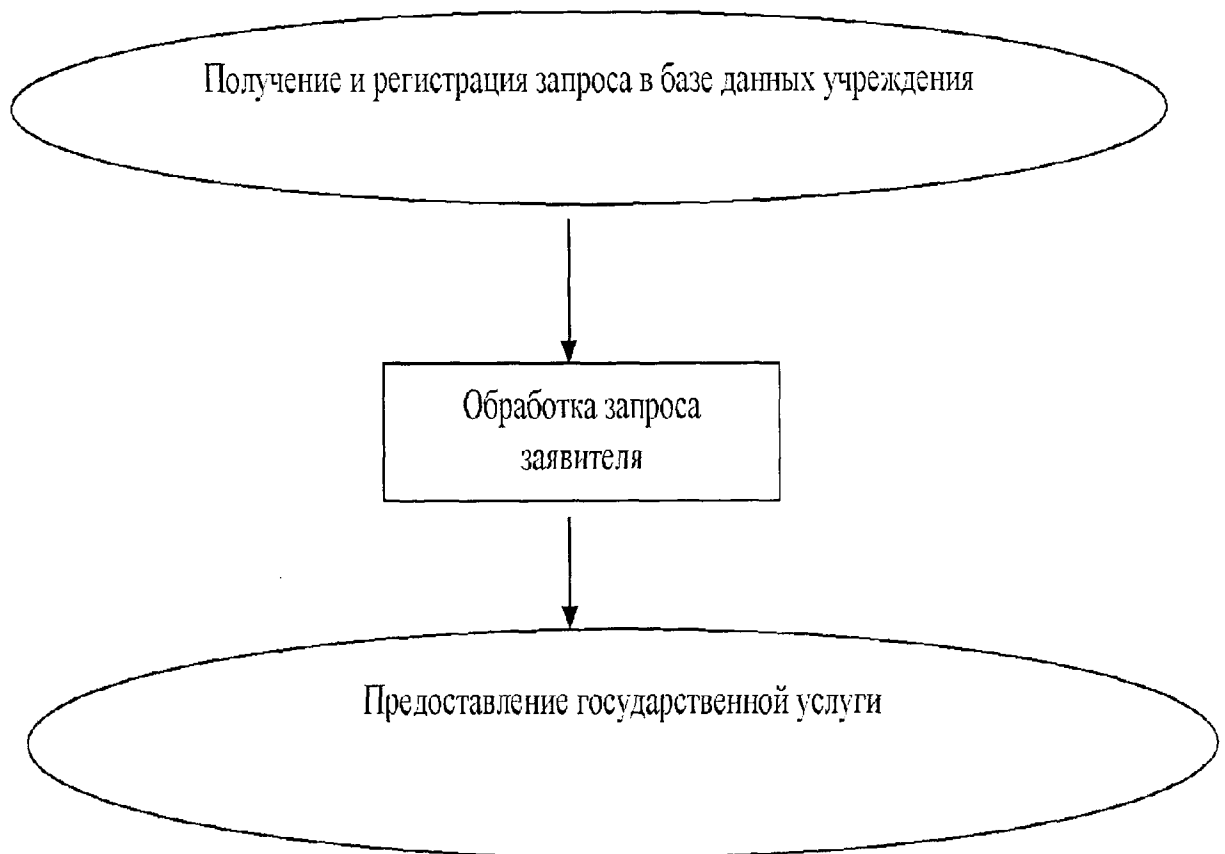 Получение и регистрация запроса в базе данных учреждения
Обработка запроса
заявителя
Предоставление государственной услуги